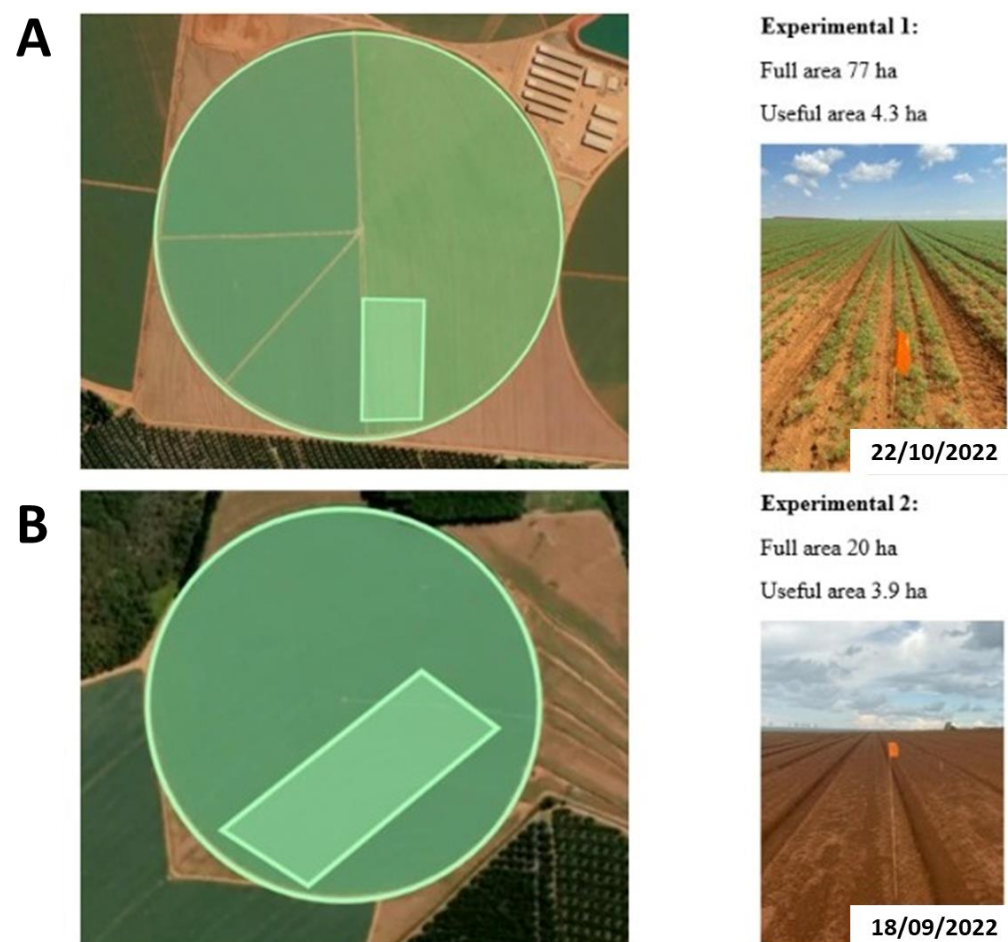 A
Experimental 1:
Full area 77 ha
Useful area 4.3 ha
22/10/2022
B
Experimental 2:
Full area 20 ha
Useful area 3.9 ha
18/09/2022